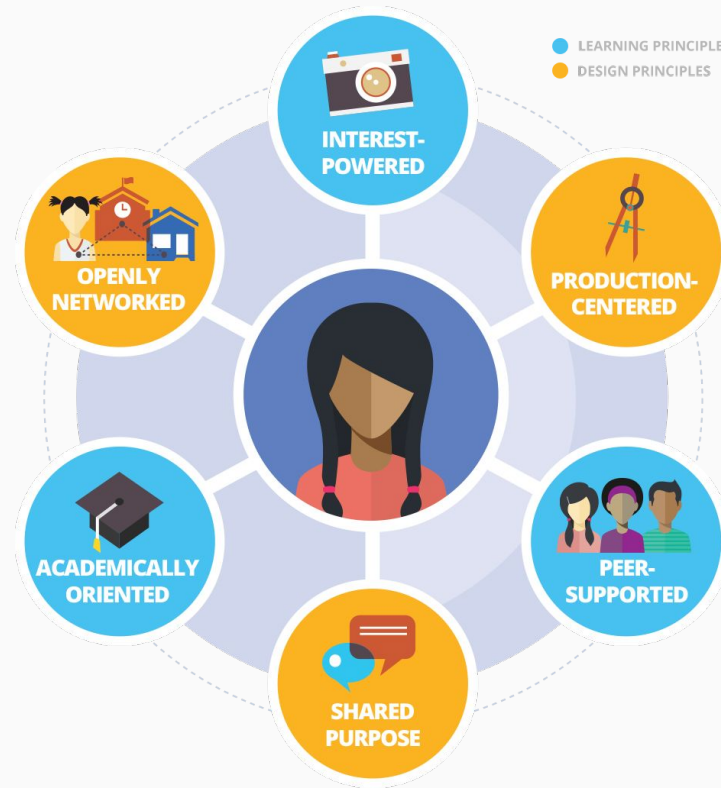 LEARNING PRINCIPLE
DESIGN PRINCIPLES
INTEREST-
POWERED
OPENLY
NETWORKED
PRODUCTION-
CENTERED
ACADEMICALLY
ORIENTED
PEER-
SUPPORTED
SHARED
PURPOSE